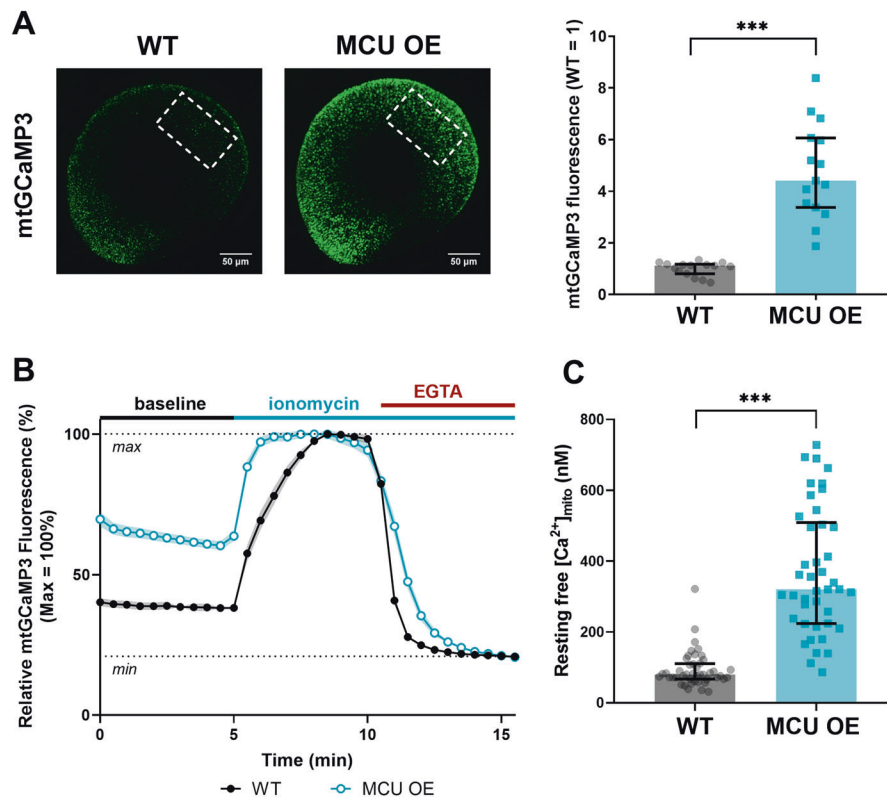 A
WT
MCU OE
mtGCaMP3
50 µm
50 µm
mtGCaMP3 fluorescence (WT = 1)
10
8
6
4
2
0
***
WT
MCU OE
B
baseline
ionomycin
EGTA
Relative mtGCaMP3 Fluorescence (%)
(Max = 100%)
100
50
0
max
min
0
5
10
15
Time (min)
WT
MCU OE
C
Resting free [Ca²⁺]mito (nM)
800
600
400
200
0
***
WT
MCU OE